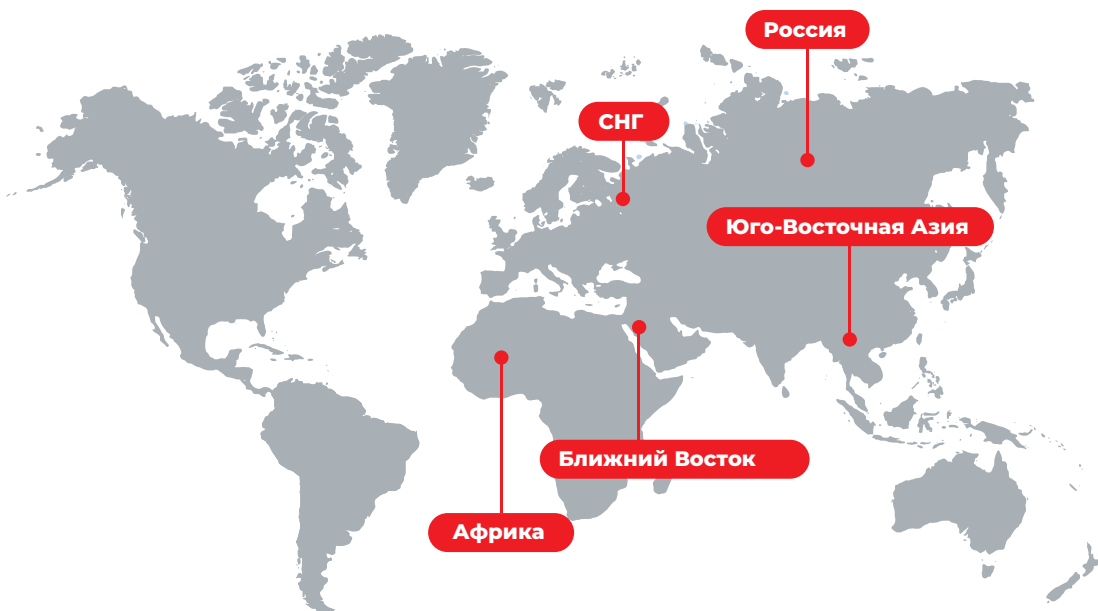 Россия
СНГ
Юго-Восточная Азия
Ближний Восток
Африка